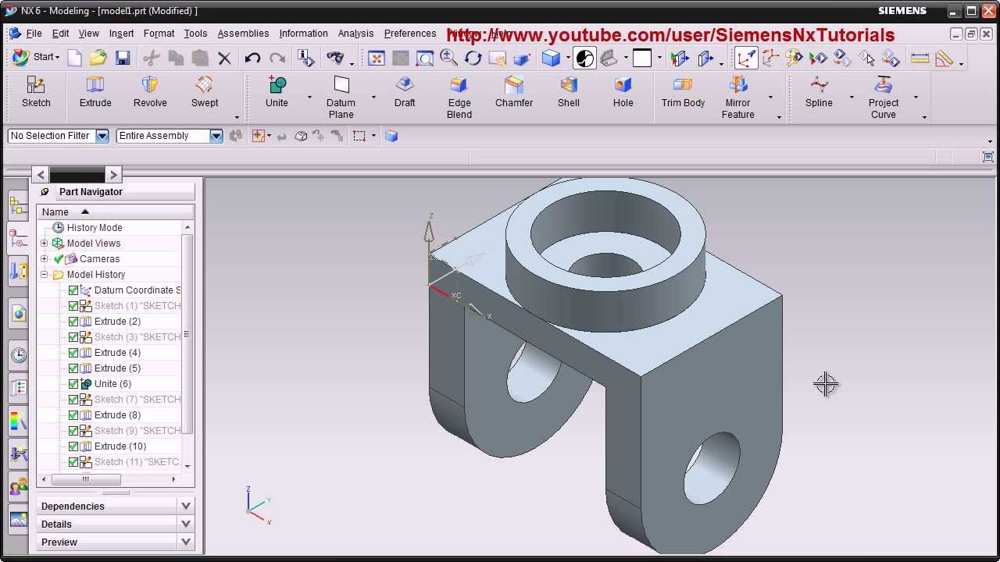 NX 6 - Modeling - [model1.prt (Modified) ]
SIEMENS
File Edit View Insert Format Tools Assemblies Information Analysis Preferences
http://www.youtube.com/user/SiemensNxTutorials
Start
Sketch Extrude Revolve Swept Unite Datum Plane Draft Edge Blend Chamfer Shell Hole Trim Body Mirror Feature Spline Project Curve
No Selection Filter Entire Assembly
Part Navigator
Name
History Mode
Model Views
Cameras
Model History
Datum Coordinate S
Sketch (1) "SKETCH
Extrude (2)
Sketch (3) "SKETCH
Extrude (4)
Extrude (5)
Unite (6)
Sketch (7) "SKETCH
Extrude (8)
Sketch (9) "SKETCH
Extrude (10)
Sketch (11) "SKETC
Dependencies
Details
Preview
Z
XC
X
Z
Y
X